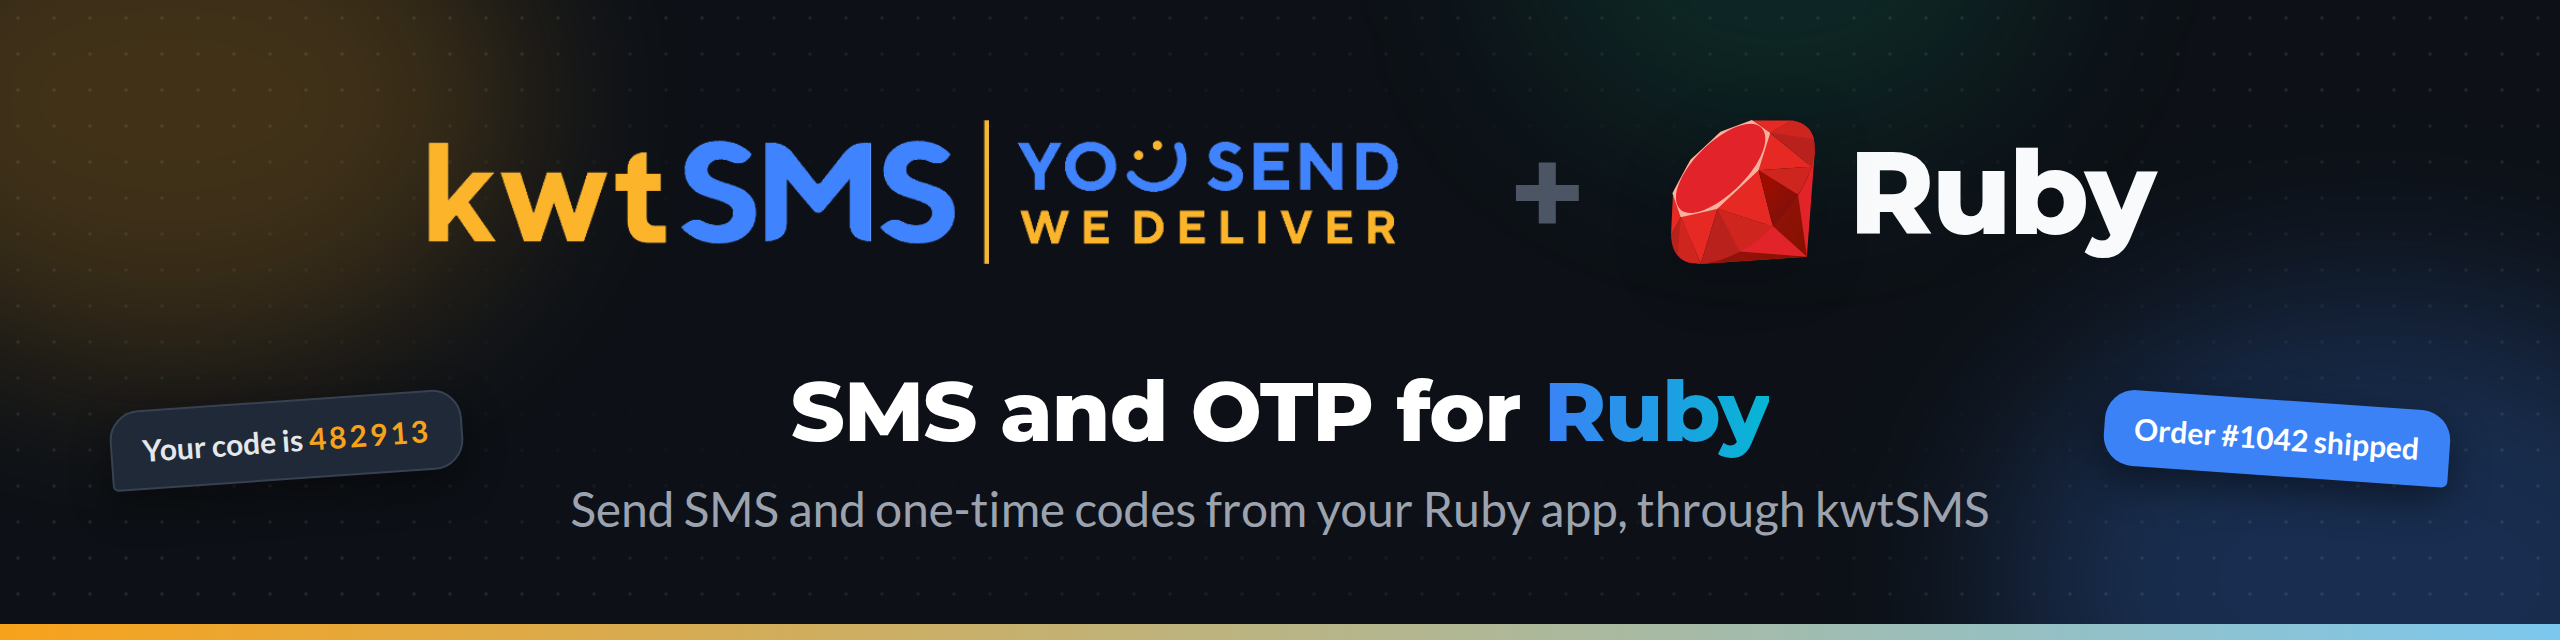 kwtSMS
YOU SEND
WE DELIVER
+
Ruby
SMS and OTP for Ruby
Your code is 482913
Order #1042 shipped
Send SMS and one-time codes from your Ruby app, through kwtSMS